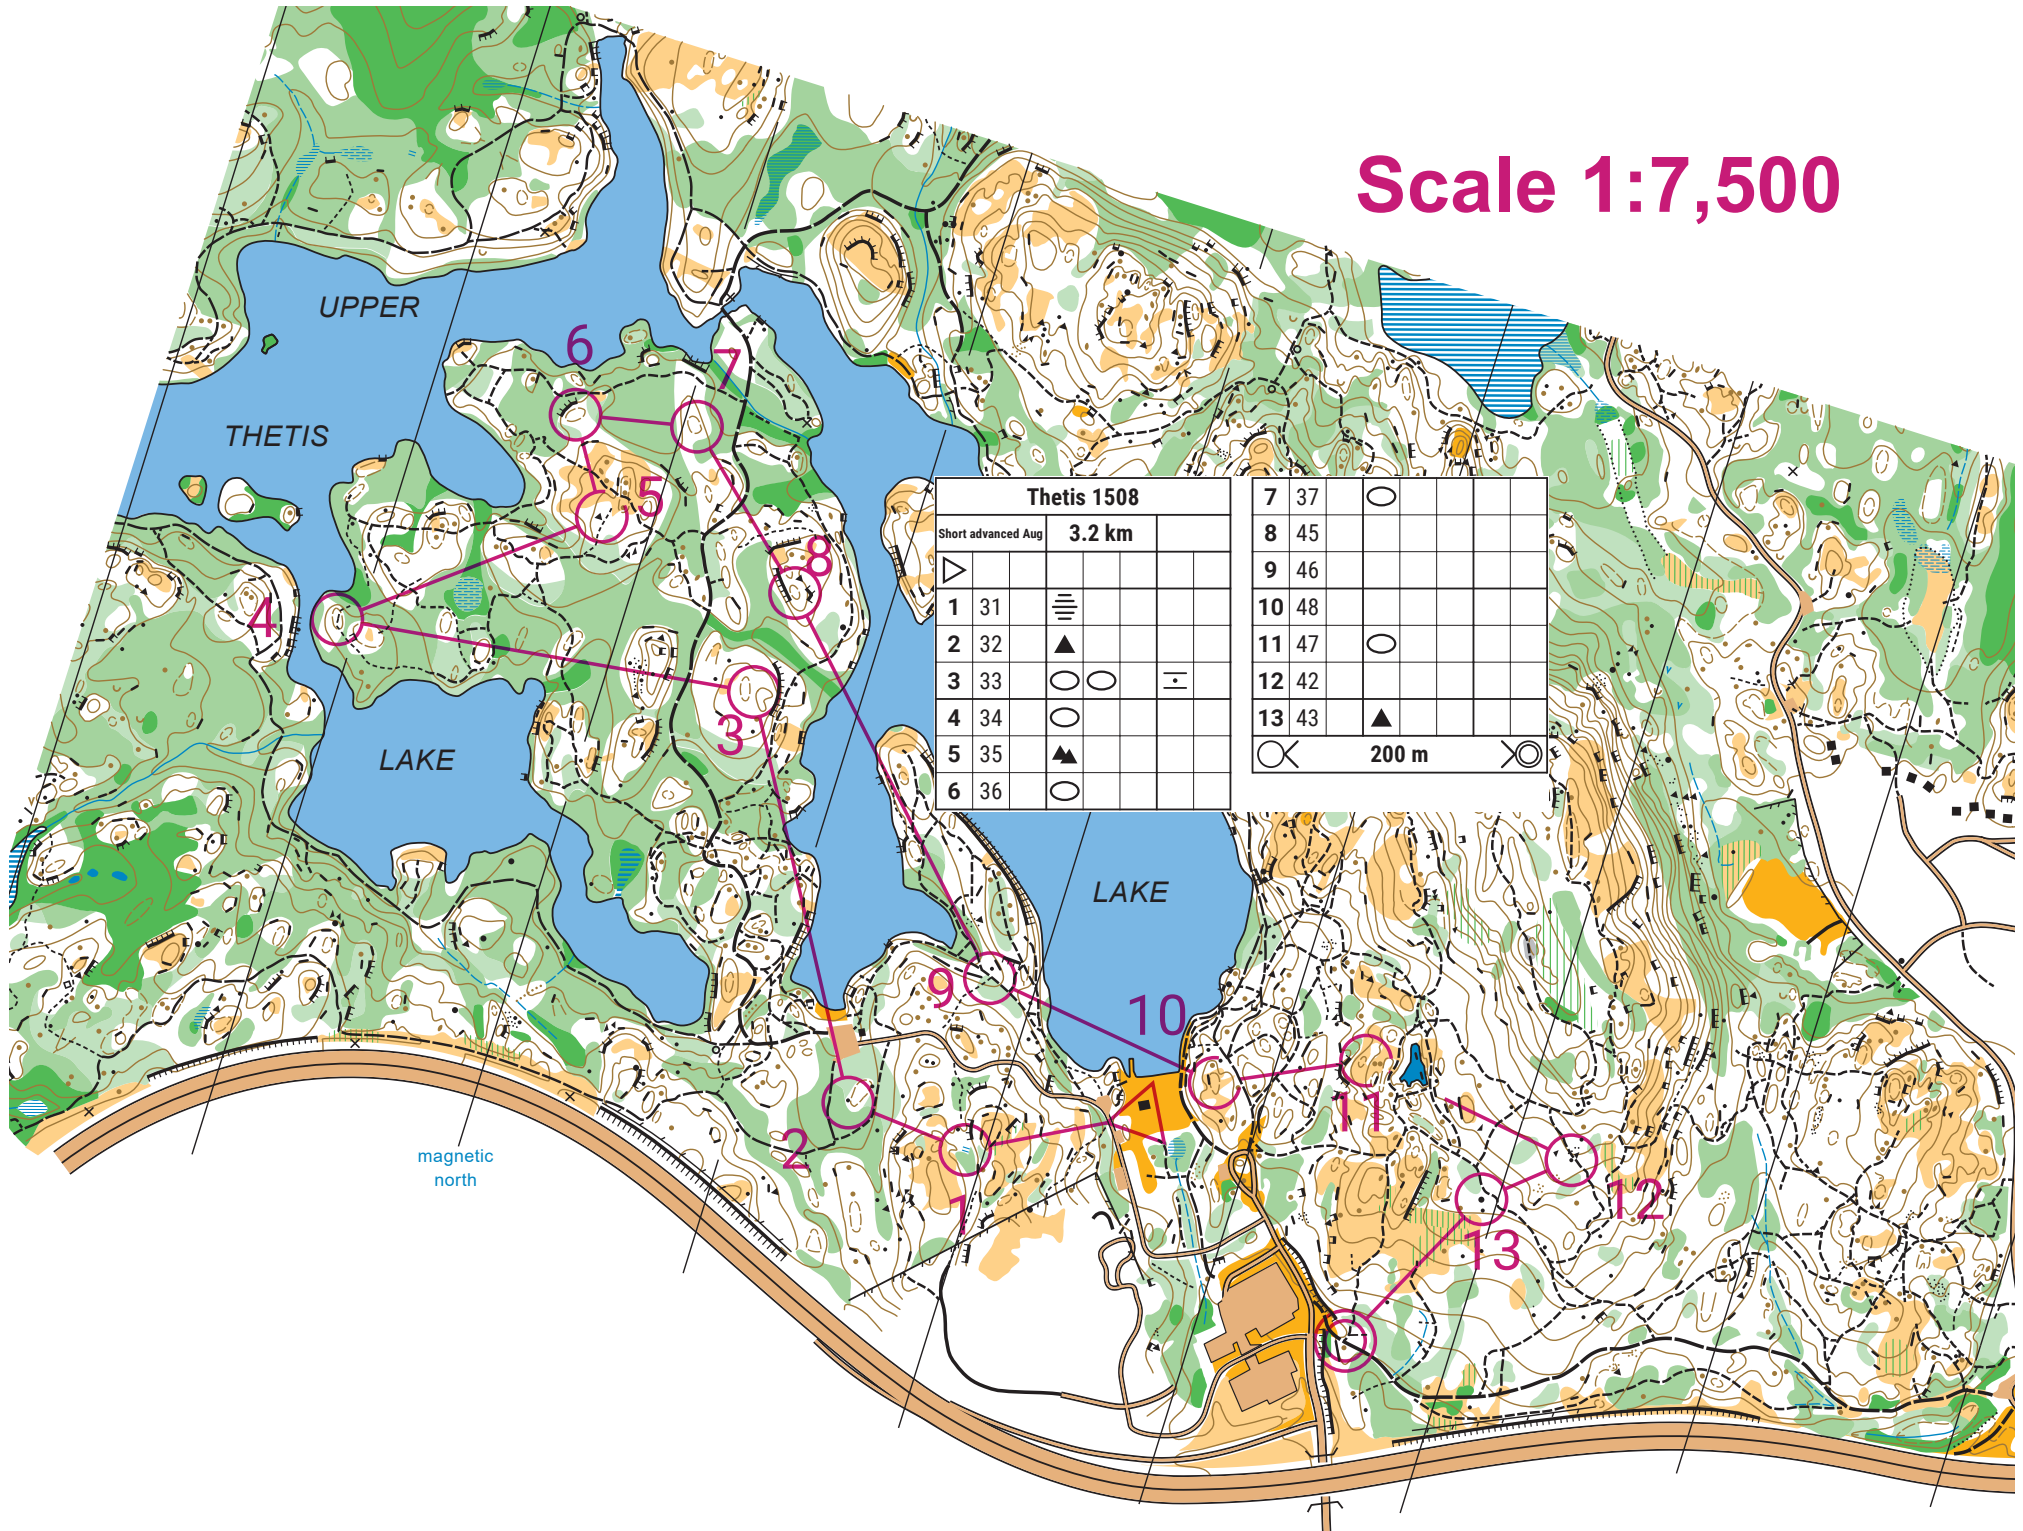 Scale 1:7,500
UPPER
THETIS
LAKE
LAKE
6
7
5
8
4
3
9
10
11
2
1
12
13
magnetic
north
Thetis 1508
Short advanced Aug 3.2 km
1 31
2 32
3 33
4 34
5 35
6 36
7 37
8 45
9 46
10 48
11 47
12 42
13 43
200 m